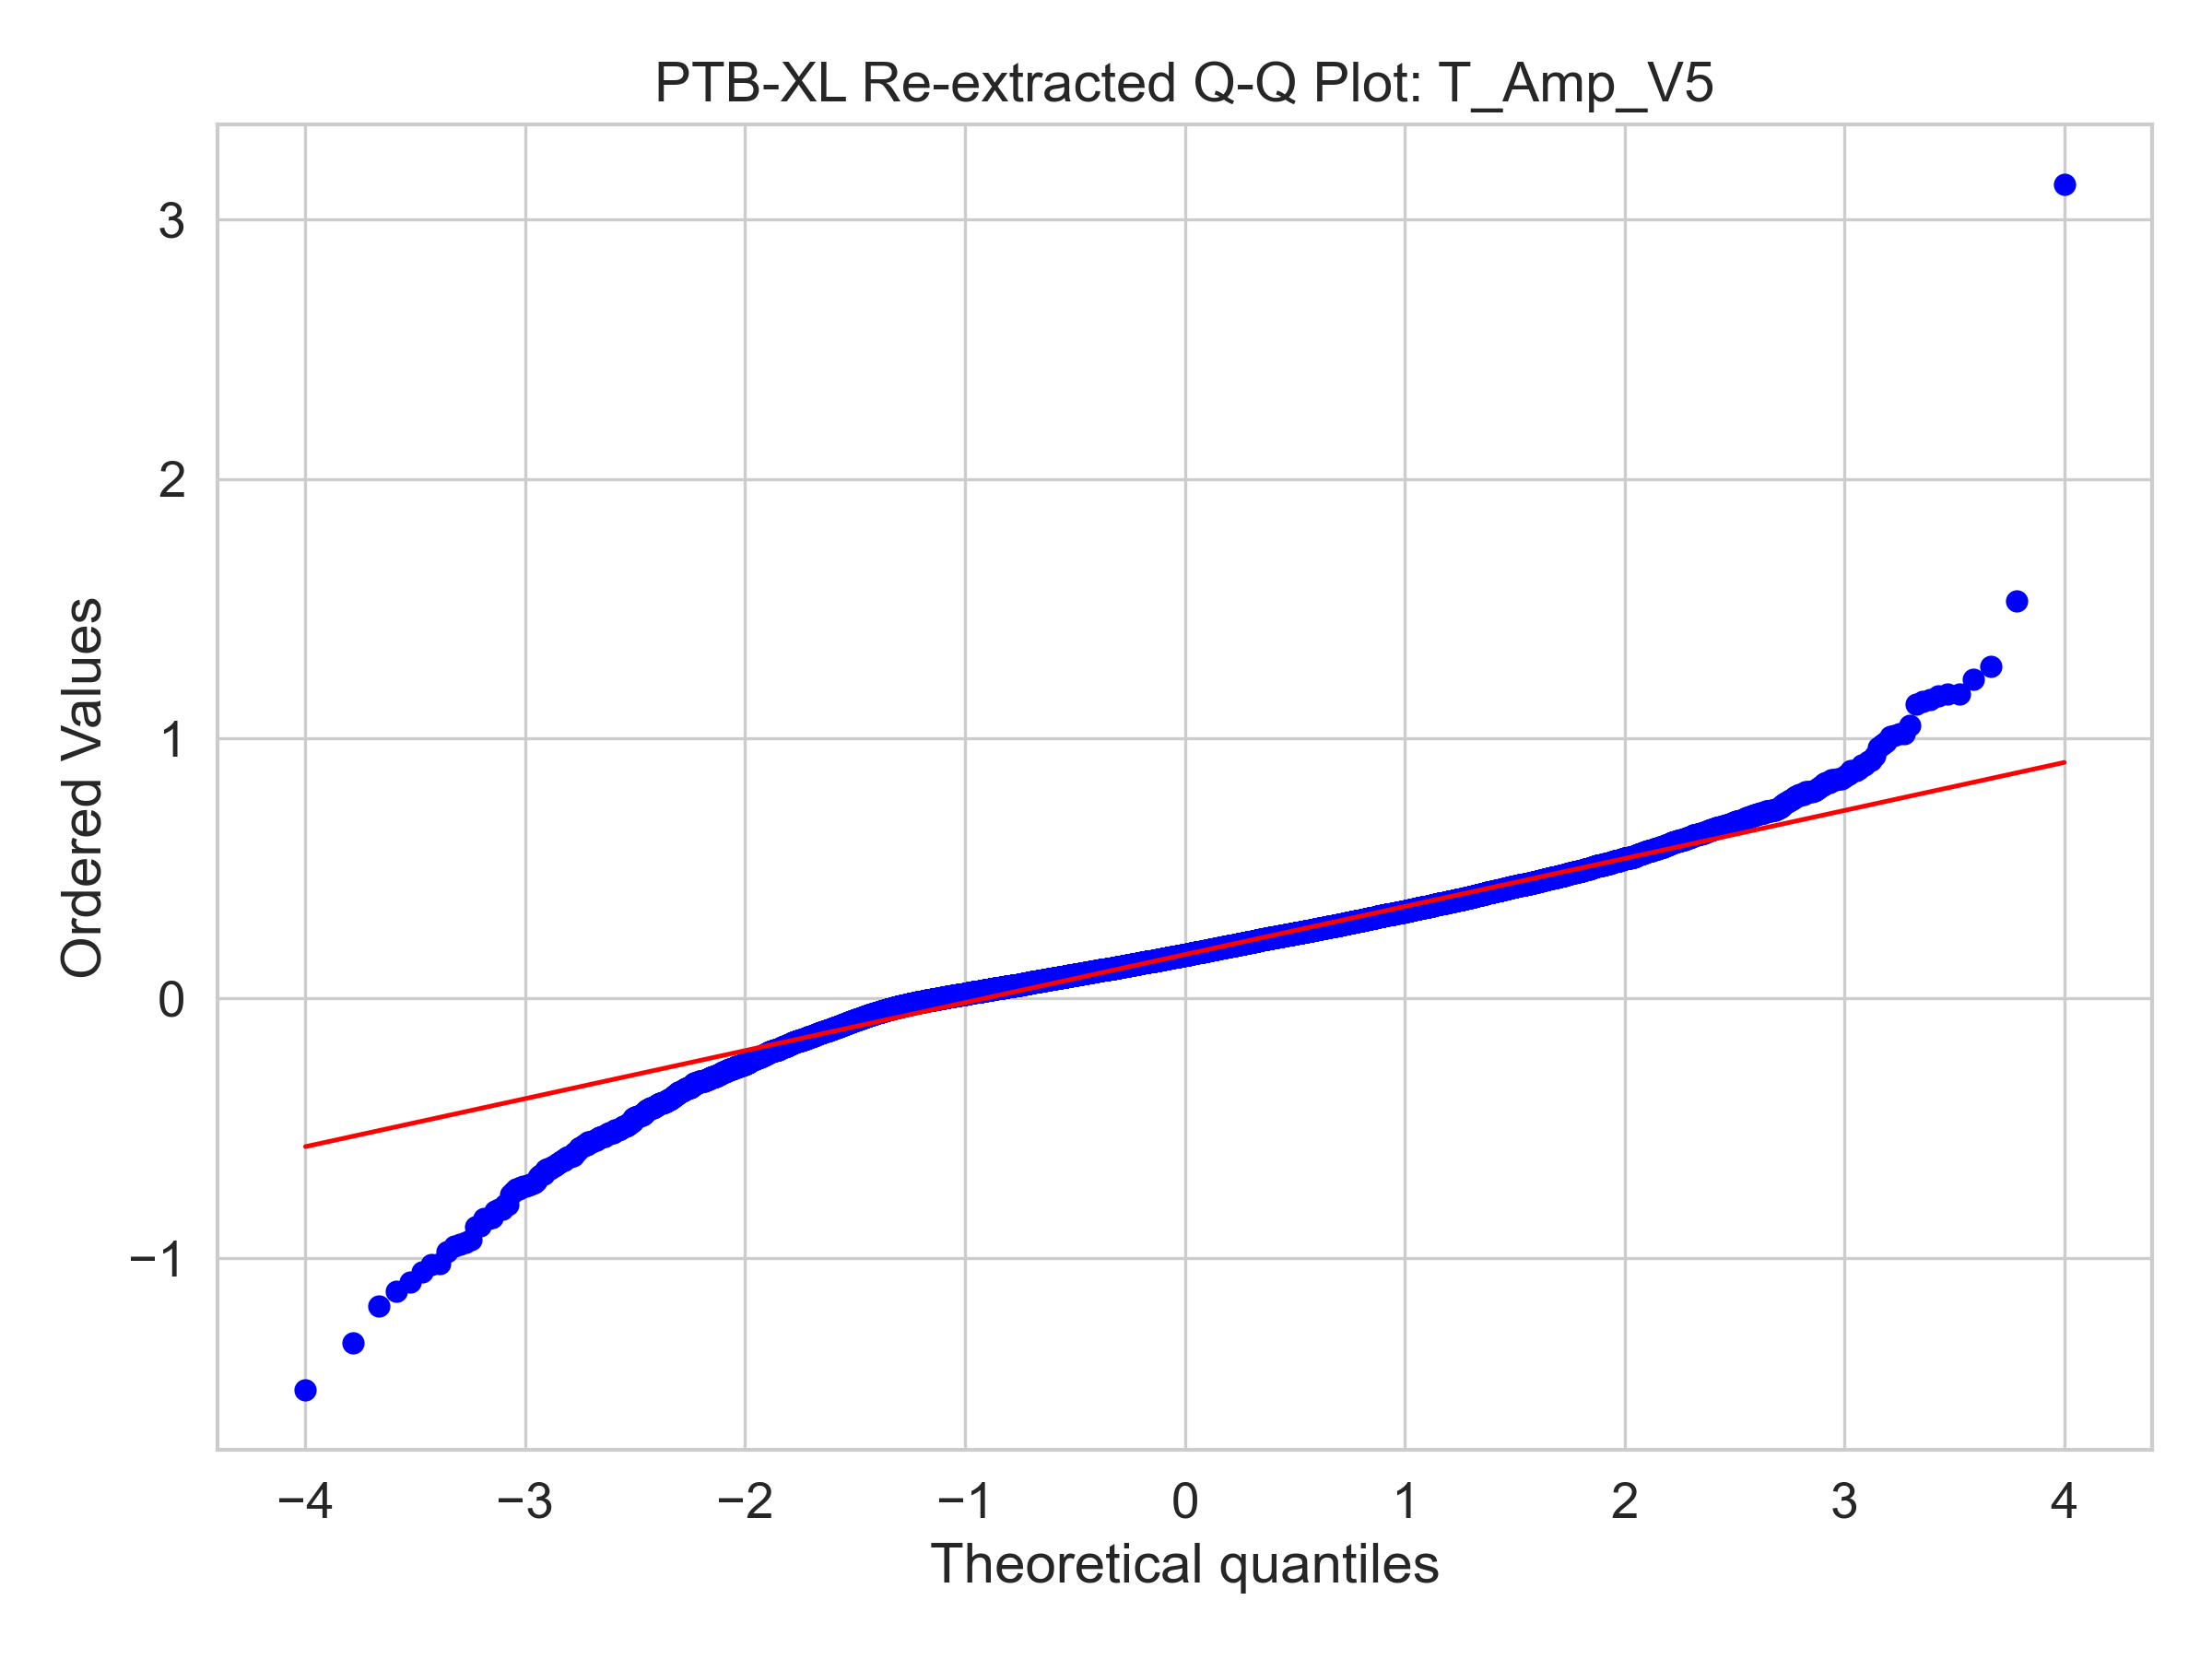 PTB-XL Re-extracted Q-Q Plot: T_Amp_V5
3
2
1
0
−1
Ordered Values
−4 −3 −2 −1 0 1 2 3 4
Theoretical quantiles